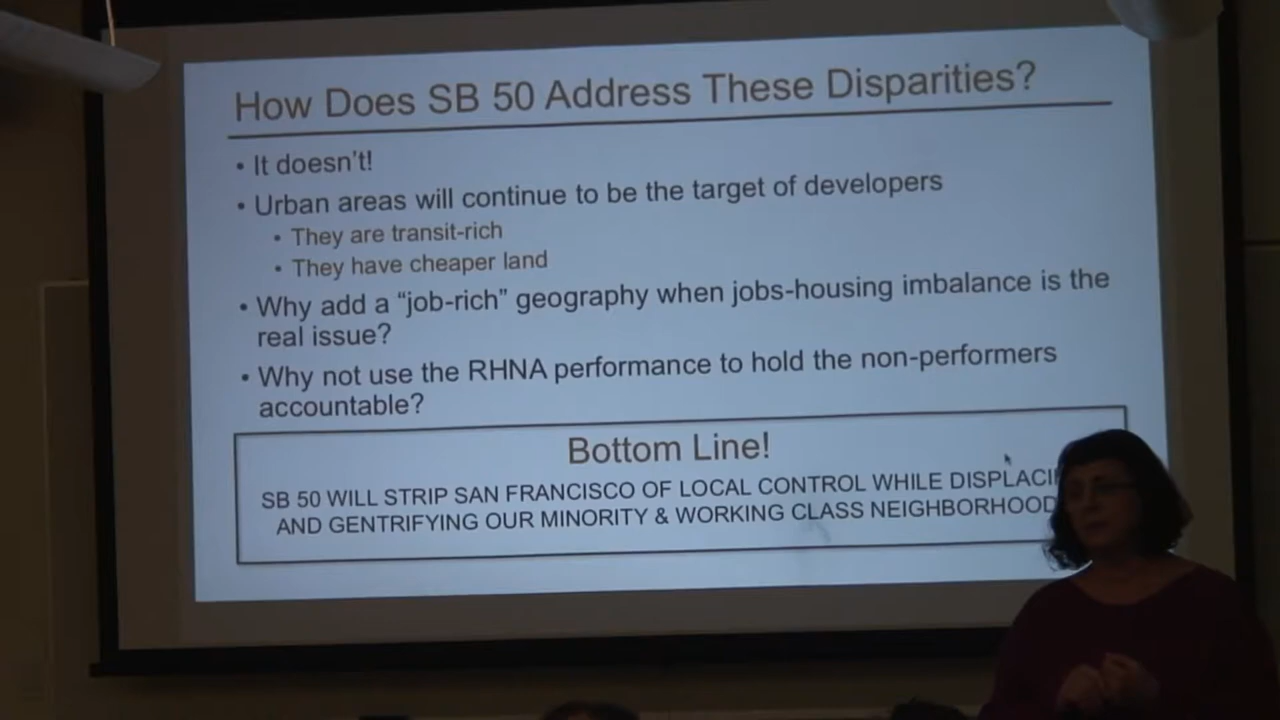 How Does SB 50 Address These Disparities?
• It doesn't!
• Urban areas will continue to be the target of developers
• They are transit-rich
• They have cheaper land
• Why add a “job-rich” geography when jobs-housing imbalance is the
real issue?
• Why not use the RHNA performance to hold the non-performers
accountable?
Bottom Line!
SB 50 WILL STRIP SAN FRANCISCO OF LOCAL CONTROL WHILE
AND GENTRIFYING OUR MINORITY & WORKING CLASS